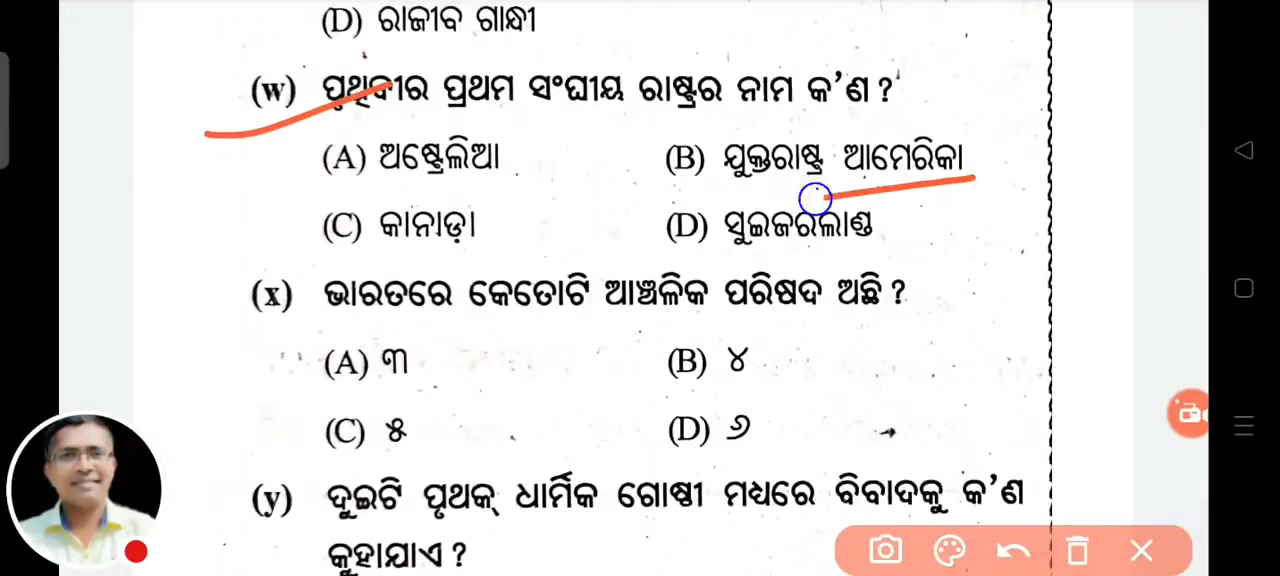 (D) ରାଜୀବ ଗାନ୍ଧୀ
(w) ପୃଥିବୀର ପ୍ରଥମ ସଂଘୀୟ ରାଷ୍ଟ୍ରର ନାମ କ'ଣ ?
(A) ଅଷ୍ଟ୍ରେଲିଆ (B) ଯୁକ୍ତରାଷ୍ଟ୍ର ଆମେରିକା
(C) କାନାଡ଼ା (D) ସୁଇଜରଲାଣ୍ଡ
(x) ଭାରତରେ କେତୋଟି ଆଞ୍ଚଳିକ ପରିଷଦ ଅଛି ?
(A) ୩ (B) ୪
(C) ୫ (D) ୬
(y) ଦୁଇଟି ପୃଥକ୍ ଧାର୍ମିକ ଗୋଷ୍ଠୀ ମଧ୍ୟରେ ବିବାଦକୁ କ'ଣ
କୁହାଯାଏ ?